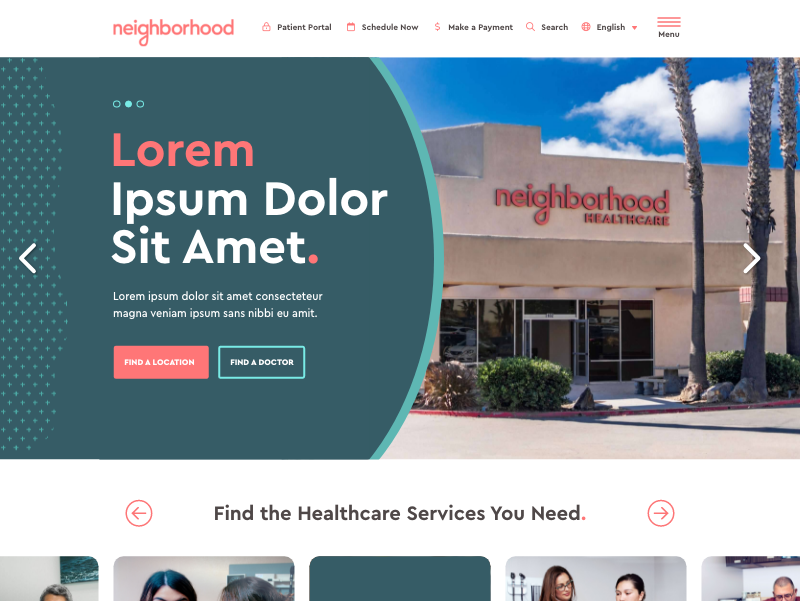 neighborhood
Patient Portal
Schedule Now
Make a Payment
Search
English
Menu
Lorem
Ipsum Dolor
Sit Amet.
Lorem ipsum dolor sit amet consecteteur
magna veniam ipsum sans nibbi eu amit.
FIND A LOCATION
FIND A DOCTOR
neighborhood
HEALTHCARE
Find the Healthcare Services You Need.